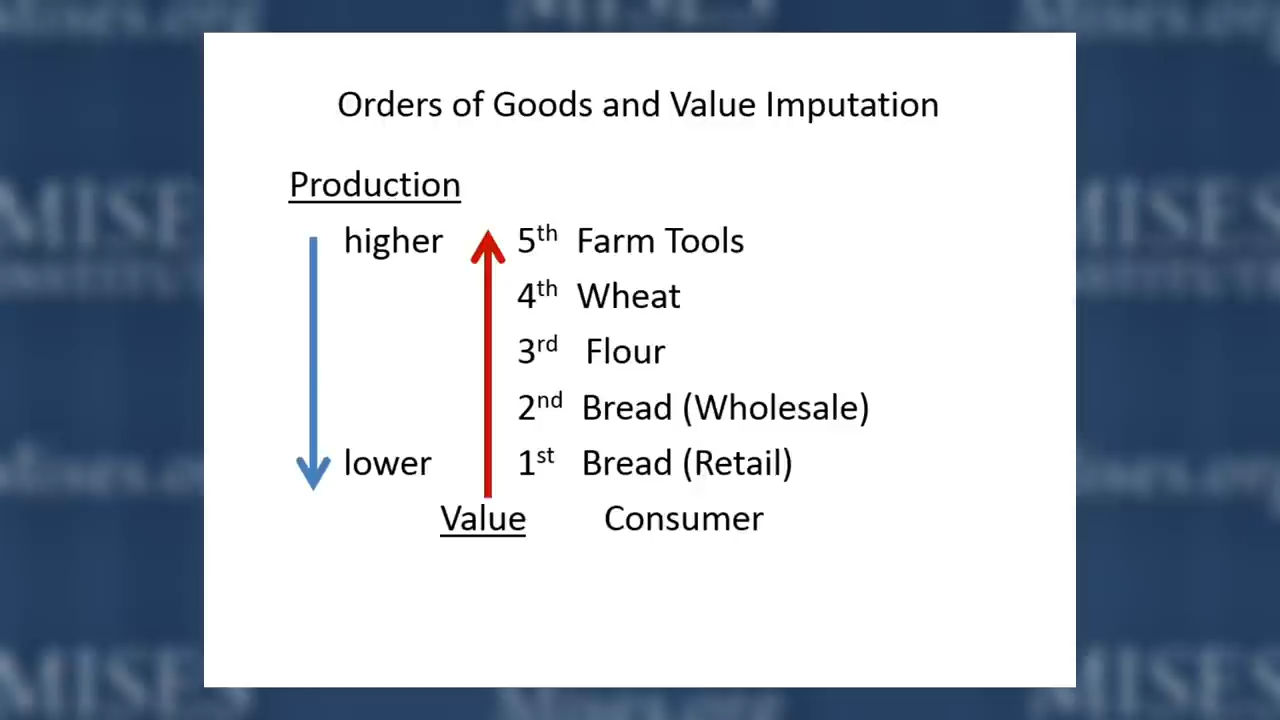 Orders of Goods and Value Imputation
Production
higher 5th Farm Tools
4th Wheat
3rd Flour
2nd Bread (Wholesale)
lower 1st Bread (Retail)
Value Consumer